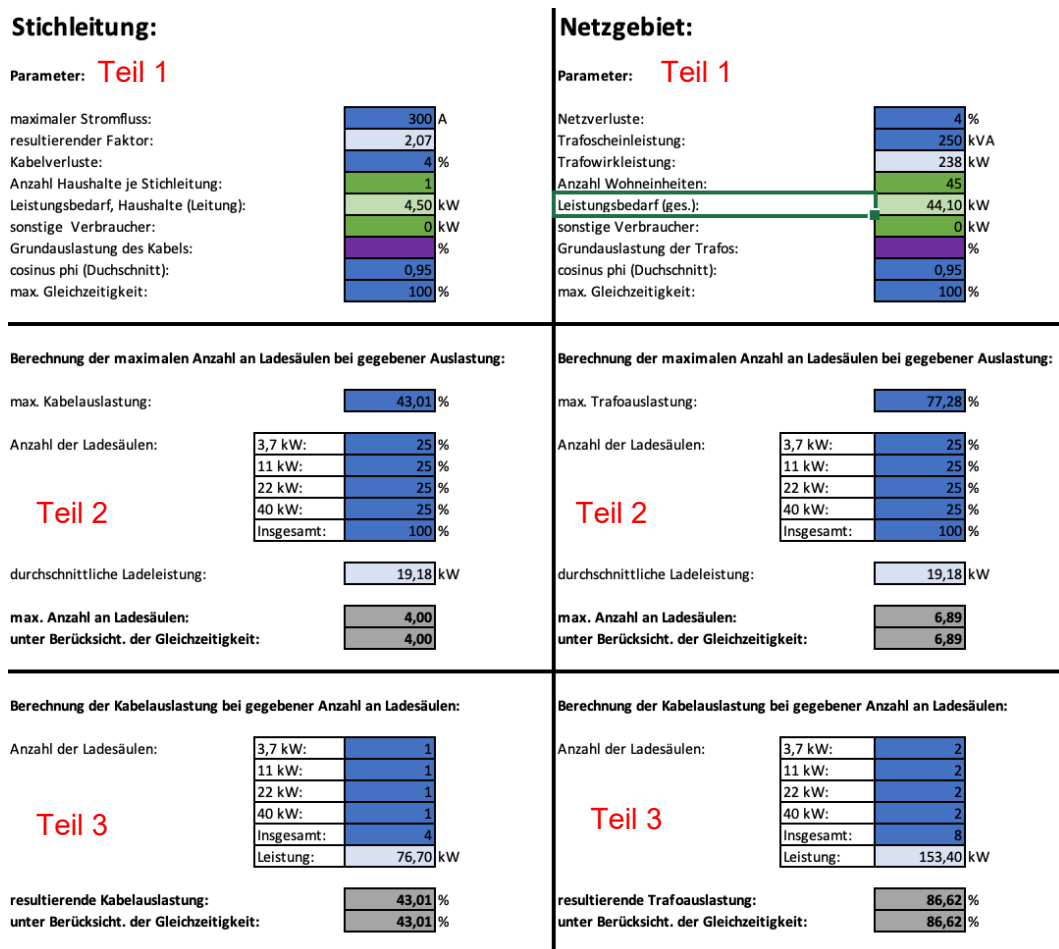 Stichleitung:
Parameter: Teil 1
maximaler Stromfluss: 300 A
resultierender Faktor: 2,07
Kabelverluste: 4 %
Anzahl Haushalte je Stichleitung: 1
Leistungsbedarf, Haushalte (Leitung): 4,50 kW
sonstige Verbraucher: 0 kW
Grundauslastung des Kabels: %
cosinus phi (Duchschnitt): 0,95
max. Gleichzeitigkeit: 100 %
Berechnung der maximalen Anzahl an Ladesäulen bei gegebener Auslastung:
max. Kabelauslastung: 43,01 %
Anzahl der Ladesäulen: 3,7 kW: 25 %
11 kW: 25 %
22 kW: 25 %
40 kW: 25 %
Insgesamt: 100 %
Teil 2
durchschnittliche Ladeleistung: 19,18 kW
max. Anzahl an Ladesäulen: 4,00
unter Berücksicht. der Gleichzeitigkeit: 4,00
Berechnung der Kabelauslastung bei gegebener Anzahl an Ladesäulen:
Anzahl der Ladesäulen: 3,7 kW: 1
11 kW: 1
22 kW: 1
40 kW: 1
Insgesamt: 4
Leistung: 76,70 kW
Teil 3
resultierende Kabelauslastung: 43,01 %
unter Berücksicht. der Gleichzeitigkeit: 43,01 %
Netzgebiet:
Parameter: Teil 1
Netzverluste: 4 %
Trafoscheinleistung: 250 kVA
Trafowirkleistung: 238 kW
Anzahl Wohneinheiten: 45
Leistungsbedarf (ges.): 44,10 kW
sonstige Verbraucher: 0 kW
Grundauslastung der Trafos: %
cosinus phi (Duchschnitt): 0,95
max. Gleichzeitigkeit: 100 %
Berechnung der maximalen Anzahl an Ladesäulen bei gegebener Auslastung:
max. Trafoauslastung: 77,28 %
Anzahl der Ladesäulen: 3,7 kW: 25 %
11 kW: 25 %
22 kW: 25 %
40 kW: 25 %
Insgesamt: 100 %
Teil 2
durchschnittliche Ladeleistung: 19,18 kW
max. Anzahl an Ladesäulen: 6,89
unter Berücksicht. der Gleichzeitigkeit: 6,89
Berechnung der Kabelauslastung bei gegebener Anzahl an Ladesäulen:
Anzahl der Ladesäulen: 3,7 kW: 2
11 kW: 2
22 kW: 2
40 kW: 2
Insgesamt: 8
Leistung: 153,40 kW
Teil 3
resultierende Trafoauslastung: 86,62 %
unter Berücksicht. der Gleichzeitigkeit: 86,62 %